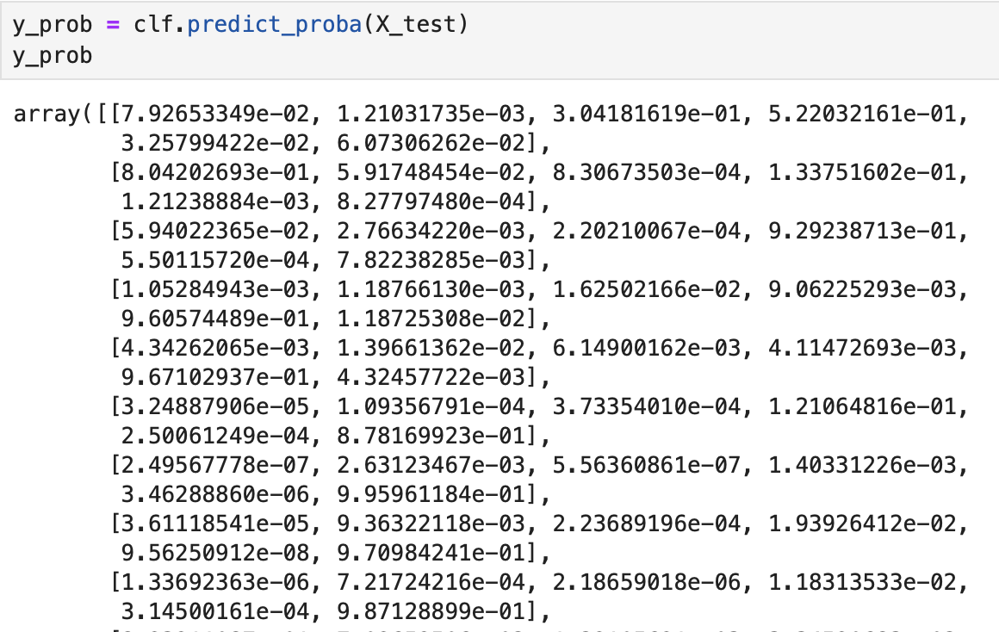 y_prob = clf.predict_proba(X_test)
y_prob
array([[7.92653349e-02, 1.21031735e-03, 3.04181619e-01, 5.22032161e-01,
3.25799422e-02, 6.07306262e-02],
[8.04202693e-01, 5.91748454e-02, 8.30673503e-04, 1.33751602e-01,
1.21238884e-03, 8.27797480e-04],
[5.94022365e-02, 2.76634220e-03, 2.20210067e-04, 9.29238713e-01,
5.50115720e-04, 7.82238285e-03],
[1.05284943e-03, 1.18766130e-03, 1.62502166e-02, 9.06225293e-03,
9.60574489e-01, 1.18725308e-02],
[4.34262065e-03, 1.39661362e-02, 6.14900162e-03, 4.11472693e-03,
9.67102937e-01, 4.32457722e-03],
[3.24887906e-05, 1.09356791e-04, 3.73354010e-04, 1.21064816e-01,
2.50061249e-04, 8.78169923e-01],
[2.49567778e-07, 2.63123467e-03, 5.56360861e-07, 1.40331226e-03,
3.46288860e-06, 9.95961184e-01],
[3.61118541e-05, 9.36322118e-03, 2.23689196e-04, 1.93926412e-02,
9.56250912e-08, 9.70984241e-01],
[1.33692363e-06, 7.21724216e-04, 2.18659018e-06, 1.18313533e-02,
3.14500161e-04, 9.87128899e-01],